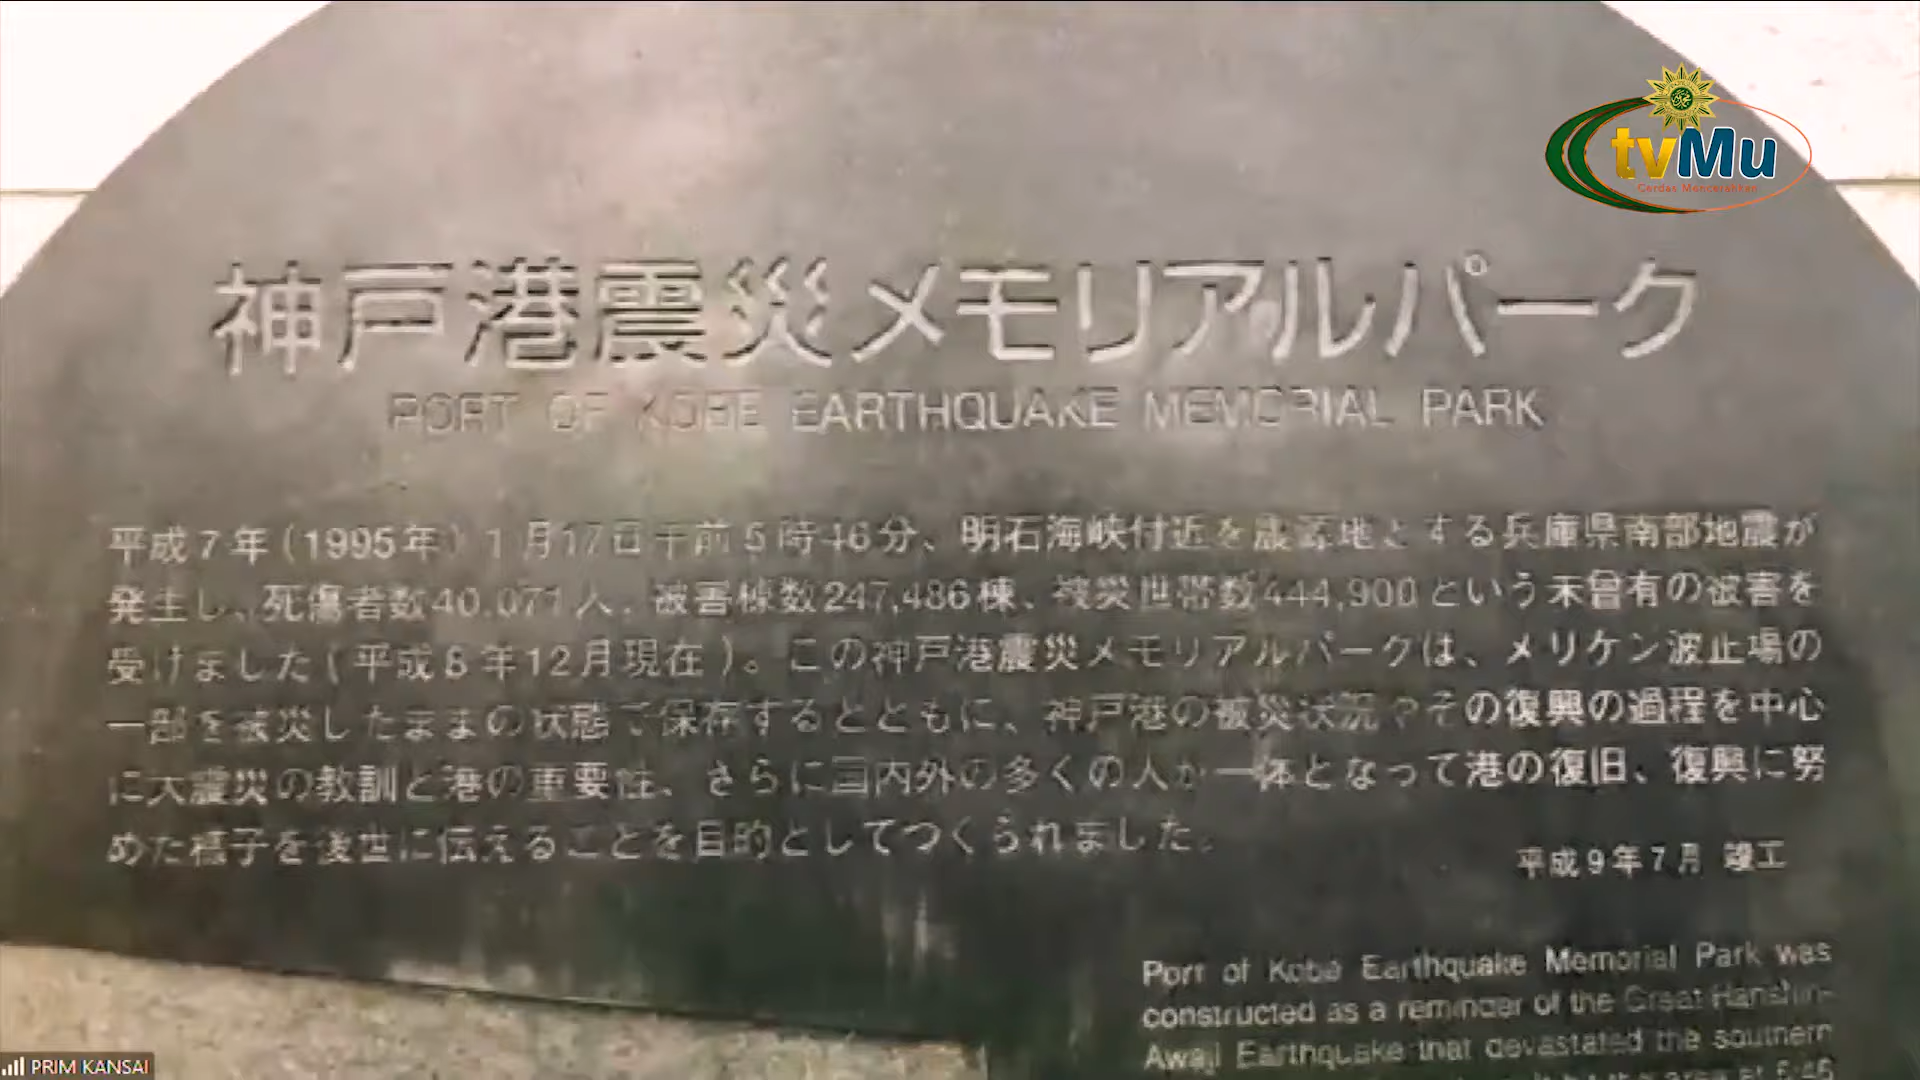 tvMu
Cerdas Mencerahkan
神戸港震災メモリアルパーク
PORT OF KOBE EARTHQUAKE MEMORIAL PARK
平成7年(1995年)1月17日午前5時46分、明石海峡付近を震源地とする兵庫県南部地震が
発生し、死傷者数40,071人、被害棟数247,486棟、被災世帯数444,900という未曾有の被害を
受けました(平成8年12月現在)。この神戸港震災メモリアルパークは、メリケン波止場の
一部を被災したままの状態で保存するとともに、神戸港の被災状況やその復興の過程を中心
に大震災の教訓と港の重要性、さらに国内外の多くの人が一体となって港の復旧、復興に努
めた様子を後世に伝えることを目的としてつくられました。
平成9年7月 竣工
Port of Kobe Earthquake Memorial Park was
constructed as a reminder of the Great Hanshin-
Awaji Earthquake that devastated the southern
area at 5:46
PRIM KANSAI